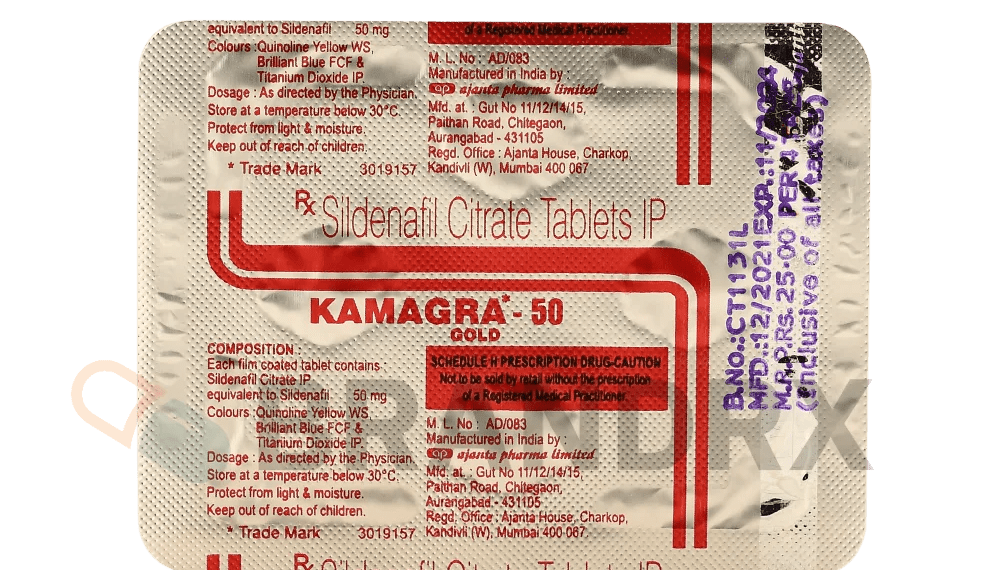 equivalent to Sildenafil 50 mg
Colours : Quinoline Yellow WS,
Brilliant Blue FCF &
Titanium Dioxide IP.
Dosage : As directed by the Physician.
Store at a temperature below 30°C.
Protect from light & moisture.
Keep out of reach of children.
* Trade Mark 3019157
of a Registered Medical Practitioner.
M. L. No : AD/083
Manufactured in India by :
ap ajanta pharma limited
Mfd. at. : Gut No 11/12/14/15,
Paithan Road, Chitegaon,
Aurangabad - 431105
Regd. Office : Ajanta House, Charkop,
Kandivli (W), Mumbai 400 067.
Rx Sildenafil Citrate Tablets IP
KAMAGRA* - 50
GOLD
COMPOSITION :
Each film coated tablet contains
Sildenafil Citrate IP
equivalent to Sildenafil 50 mg
Colours : Quinoline Yellow WS
Brilliant Blue FCF &
Titanium Dioxide IP.
Dosage : As directed by the Physician.
Store at a temperature below 30°C.
Protect from light & moisture.
Keep out of reach of children.
* Trade Mark 3019157
SCHEDULE H PRESCRIPTION DRUG-CAUTION
Not to be sold by retail without the prescription
of a Registered Medical Practitioner.
M. L. No : AD/083
Manufactured in India by :
ap ajanta pharma limited
Mfd. at. : Gut No 11/12/14/15,
Paithan Road, Chitegaon,
Aurangabad - 431105
Regd. Office : Ajanta House, Charkop,
Kandivli (W), Mumbai 400 067.
Rx Sildenafil Citrate Tablets IP
B.NO.:CT1131L
MFD.:12/2021 EXP.:11/2024
M.R.P.Rs.25.00 PER
(Inclusive of all taxes)